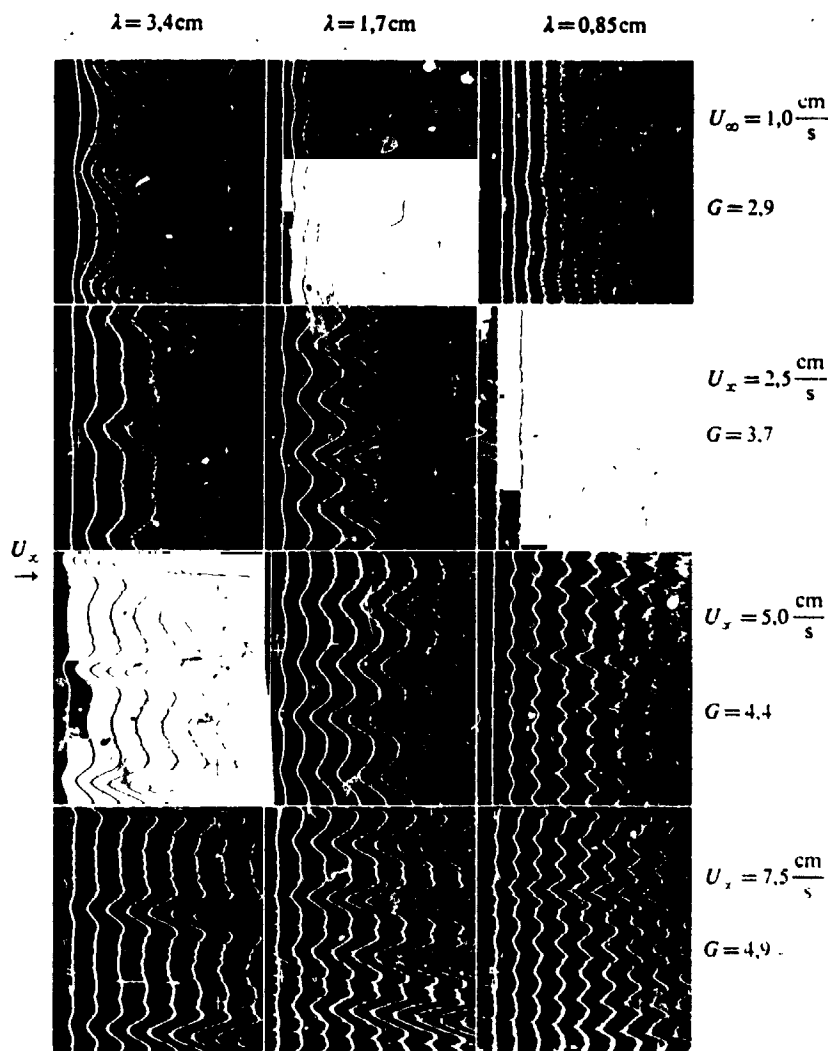 λ = 3,4cm λ = 1,7cm λ = 0,85cm
U∞ = 1,0 cm/s
G = 2,9
Ux = 2,5 cm/s
G = 3,7
Ux
→
Ux = 5,0 cm/s
G = 4,4
Ux = 7,5 cm/s
G = 4,9